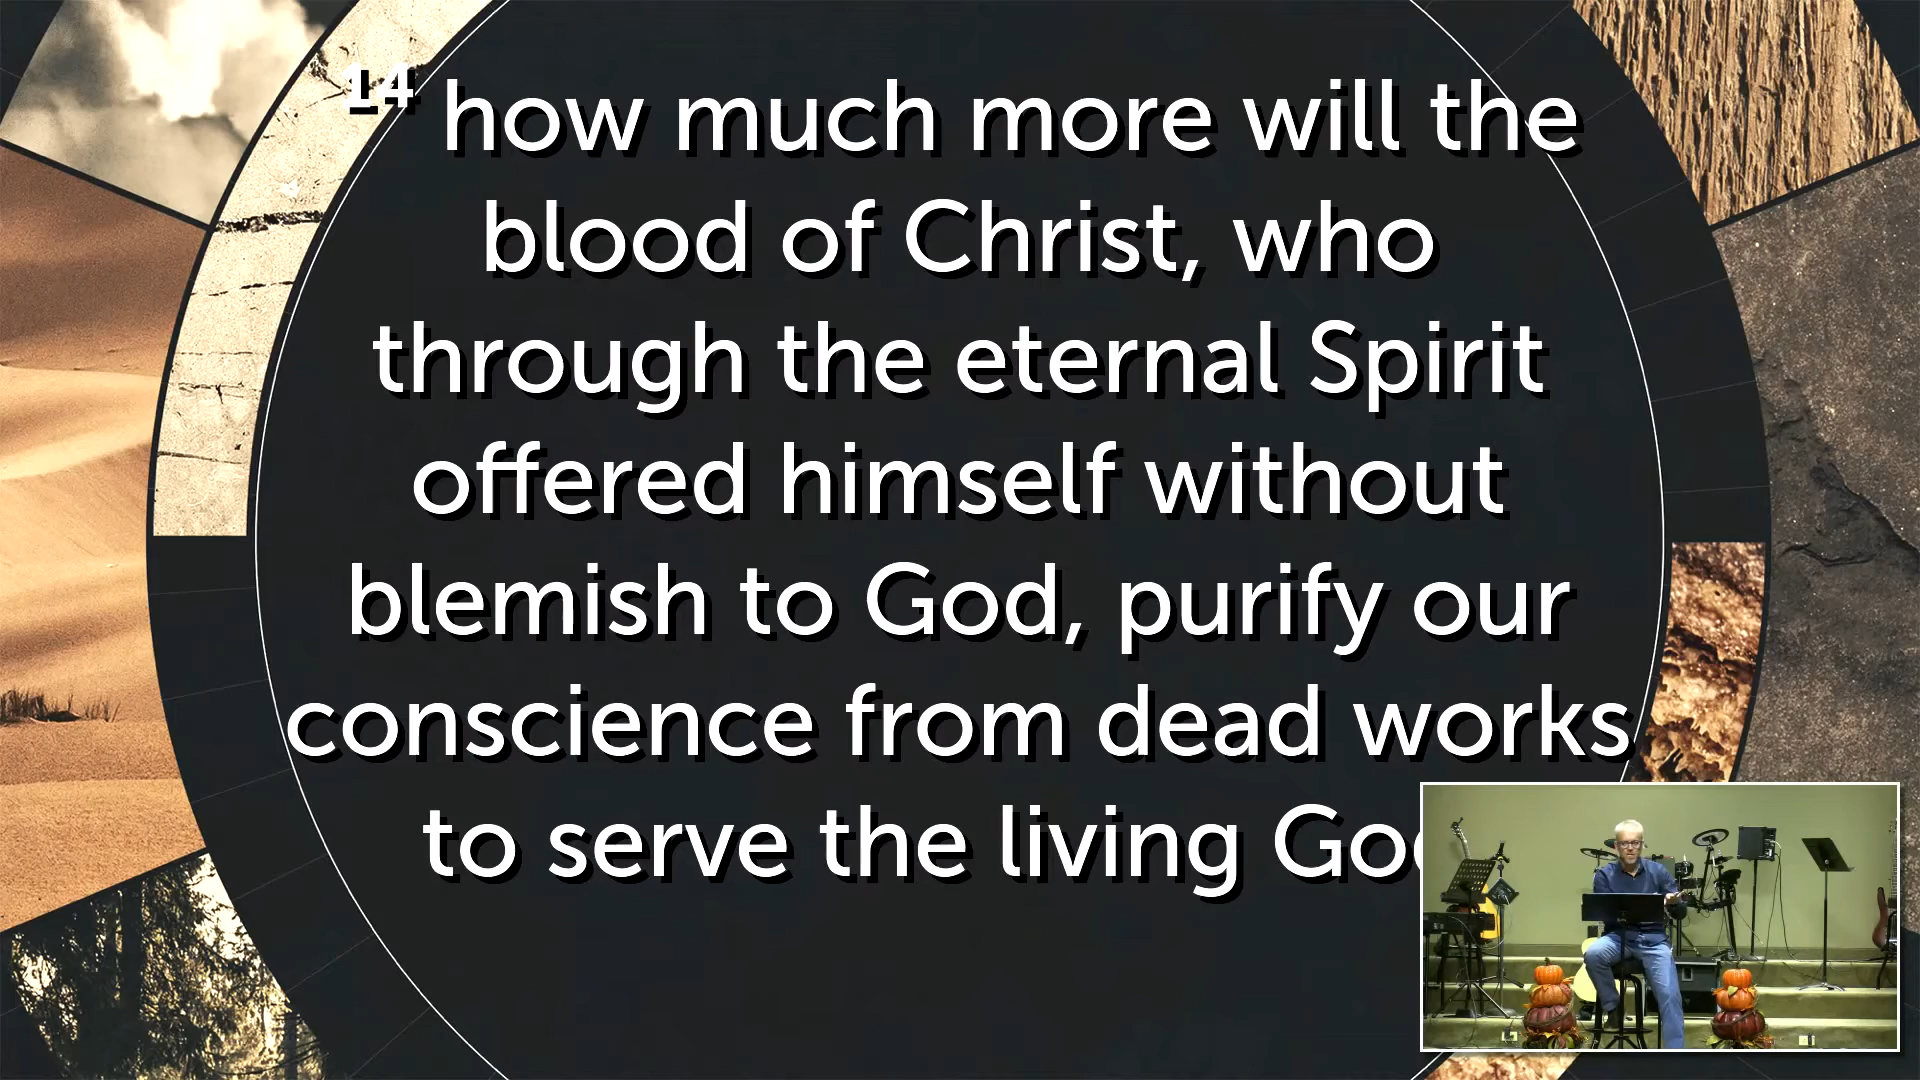 14 how much more will the
blood of Christ, who
through the eternal Spirit
offered himself without
blemish to God, purify our
conscience from dead works
to serve the living